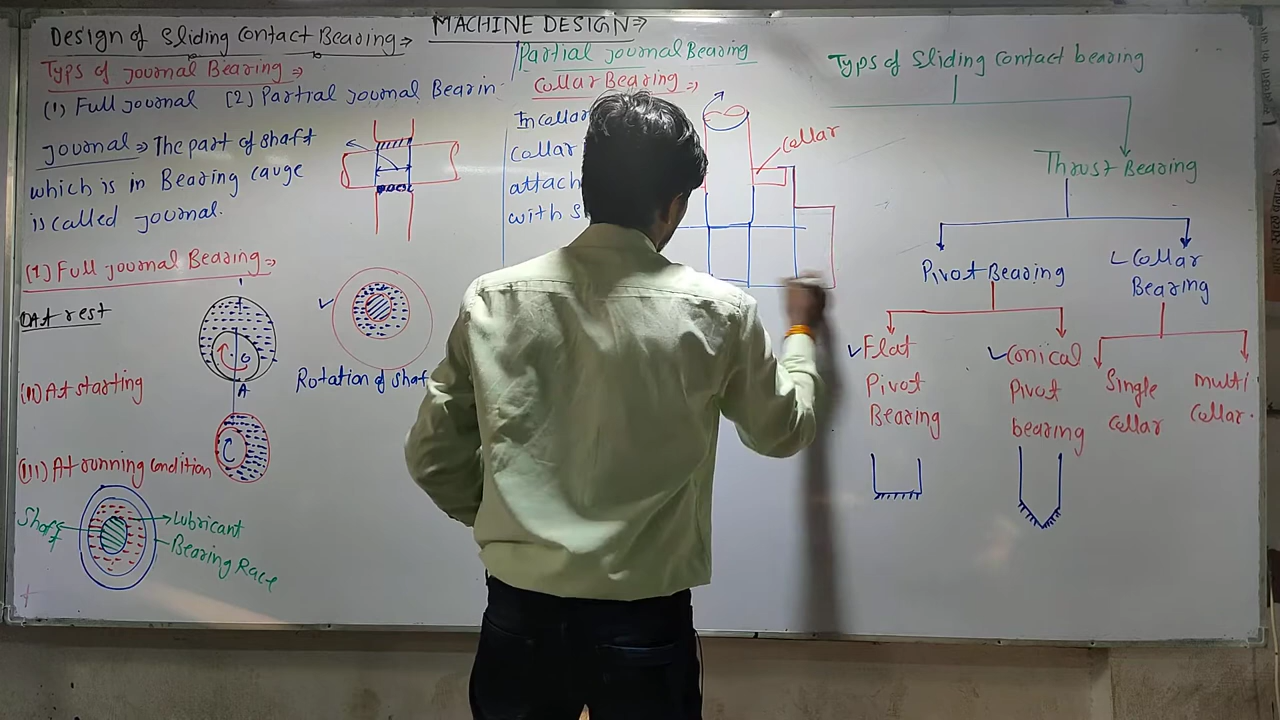 MACHINE DESIGN⇒
Design of Sliding Contact Bearing⇒
Typs of Journal Bearing ⇒
(1) Full Journal (2) Partial Journal Bearin
Journal ⇒ The part of shaft
which is in Bearing cauge
is called Journal.
(1) Full Journal Bearing⇒
(I) At rest
C
A
(II) At starting
Rotation of shaf
(III) At running condition
Shaft
Lubricant
Bearing Race
Partial Journal Bearing
Collar Bearing ⇒
In collar
collar
attach
with s
collar
Typs of Sliding contact bearing
Thrust Bearing
Pivot Bearing
Collar
Bearing
Flat
Pivot
Bearing
Conical
Pivot
bearing
Single
collar
multi
collar.